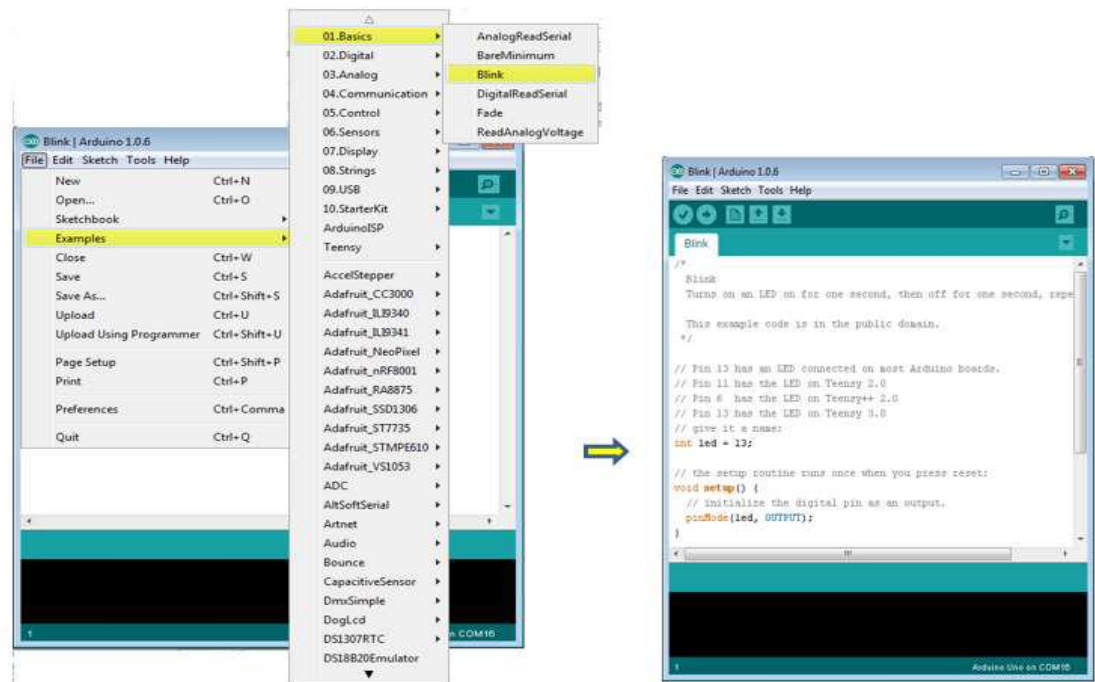 Blink | Arduino 1.0.6
File Edit Sketch Tools Help
New Ctrl+N
Open... Ctrl+O
Sketchbook
Examples
Close Ctrl+W
Save Ctrl+S
Save As... Ctrl+Shift+S
Upload Ctrl+U
Upload Using Programmer Ctrl+Shift+U
Page Setup Ctrl+Shift+P
Print Ctrl+P
Preferences Ctrl+Comma
Quit Ctrl+Q
1
n COM16
01.Basics
02.Digital
03.Analog
04.Communication
05.Control
06.Sensors
07.Display
08.Strings
09.USB
10.StarterKit
ArduinoISP
Teensy
AccelStepper
Adafruit_CC3000
Adafruit_ILI9340
Adafruit_ILI9341
Adafruit_NeoPixel
Adafruit_nRF8001
Adafruit_RA8875
Adafruit_SSD1306
Adafruit_ST7735
Adafruit_STMPE610
Adafruit_VS1053
ADC
AltSoftSerial
Artnet
Audio
Bounce
CapacitiveSensor
DmxSimple
DogLcd
DS1307RTC
DS18B20Emulator
AnalogReadSerial
BareMinimum
Blink
DigitalReadSerial
Fade
ReadAnalogVoltage
Blink | Arduino 1.0.6
File Edit Sketch Tools Help
Blink
/*
Blink
Turns on an LED on for one second, then off for one second, repe
This example code is in the public domain.
*/
// Pin 13 has an LED connected on most Arduino boards.
// Pin 11 has the LED on Teensy 2.0
// Pin 6 has the LED on Teensy++ 2.0
// Pin 13 has the LED on Teensy 3.0
// give it a name:
int led = 13;
// the setup routine runs once when you press reset:
void setup() {
// initialize the digital pin as an output.
pinMode(led, OUTPUT);
}
1
Arduino Uno on COM16